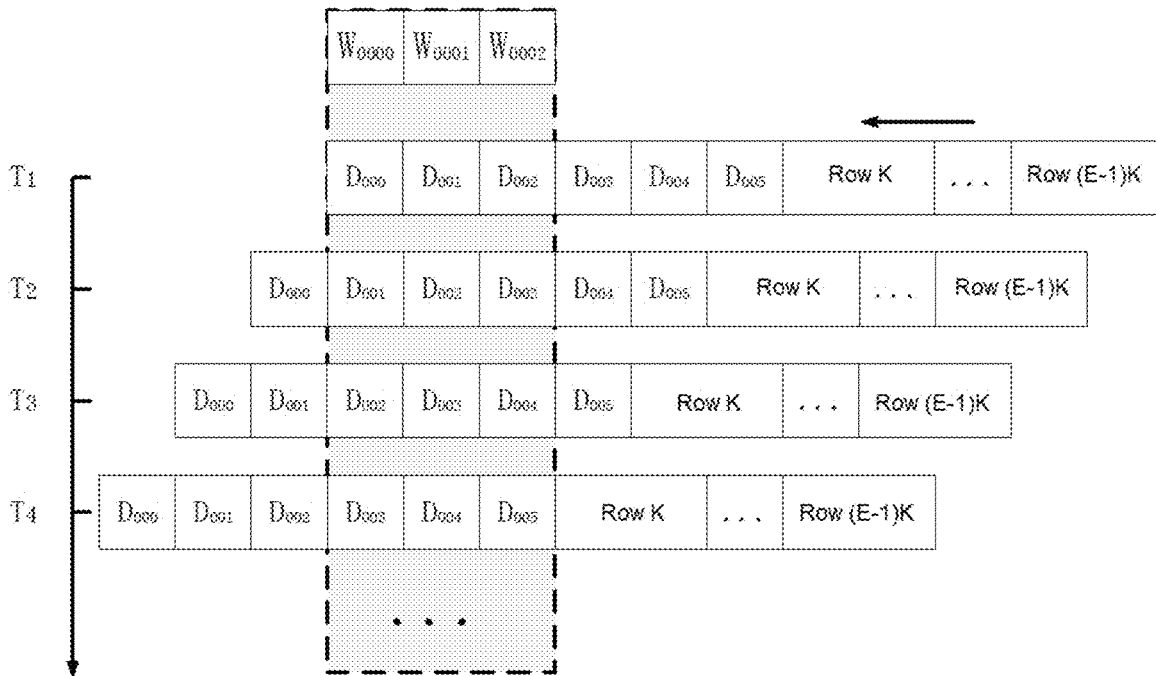 W₀₀₀₀ W₀₀₀₁ W₀₀₀₂
T1 D₀₀₀ D₀₀₁ D₀₀₂ D₀₀₃ D₀₀₄ D₀₀₅ Row K ... Row (E-1)K
T2 D₀₀₀ D₀₀₁ D₀₀₂ D₀₀₃ D₀₀₄ D₀₀₅ Row K ... Row (E-1)K
T3 D₀₀₀ D₀₀₁ D₀₀₂ D₀₀₃ D₀₀₄ D₀₀₅ Row K ... Row (E-1)K
T4 D₀₀₀ D₀₀₁ D₀₀₂ D₀₀₃ D₀₀₄ D₀₀₅ Row K ... Row (E-1)K
...